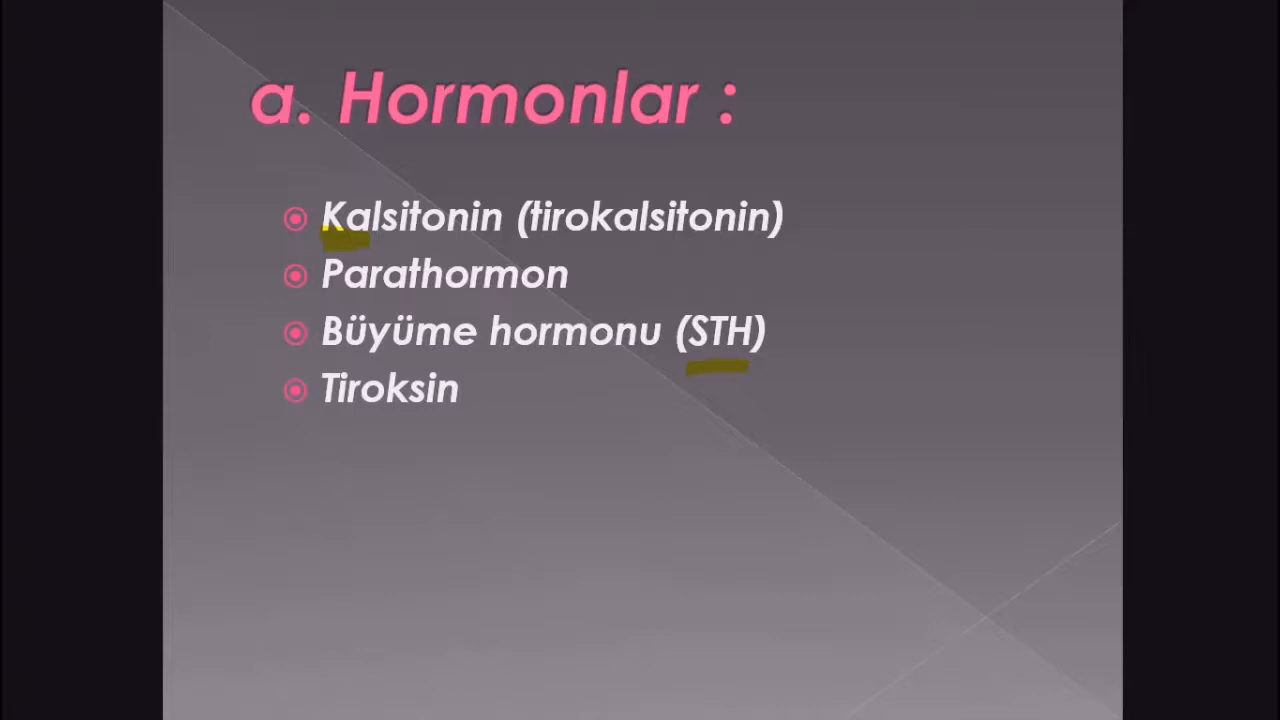 a. Hormonlar :
Kalsitonin (tirokalsitonin)
Parathormon
Büyüme hormonu (STH)
Tiroksin